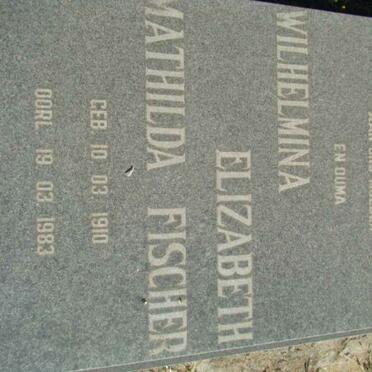 EN OUMA
WILHELMINA
ELIZABETH
MATHILDA FISCHER
GEB. 10. 03. 1910
OORL. 19. 03. 1983